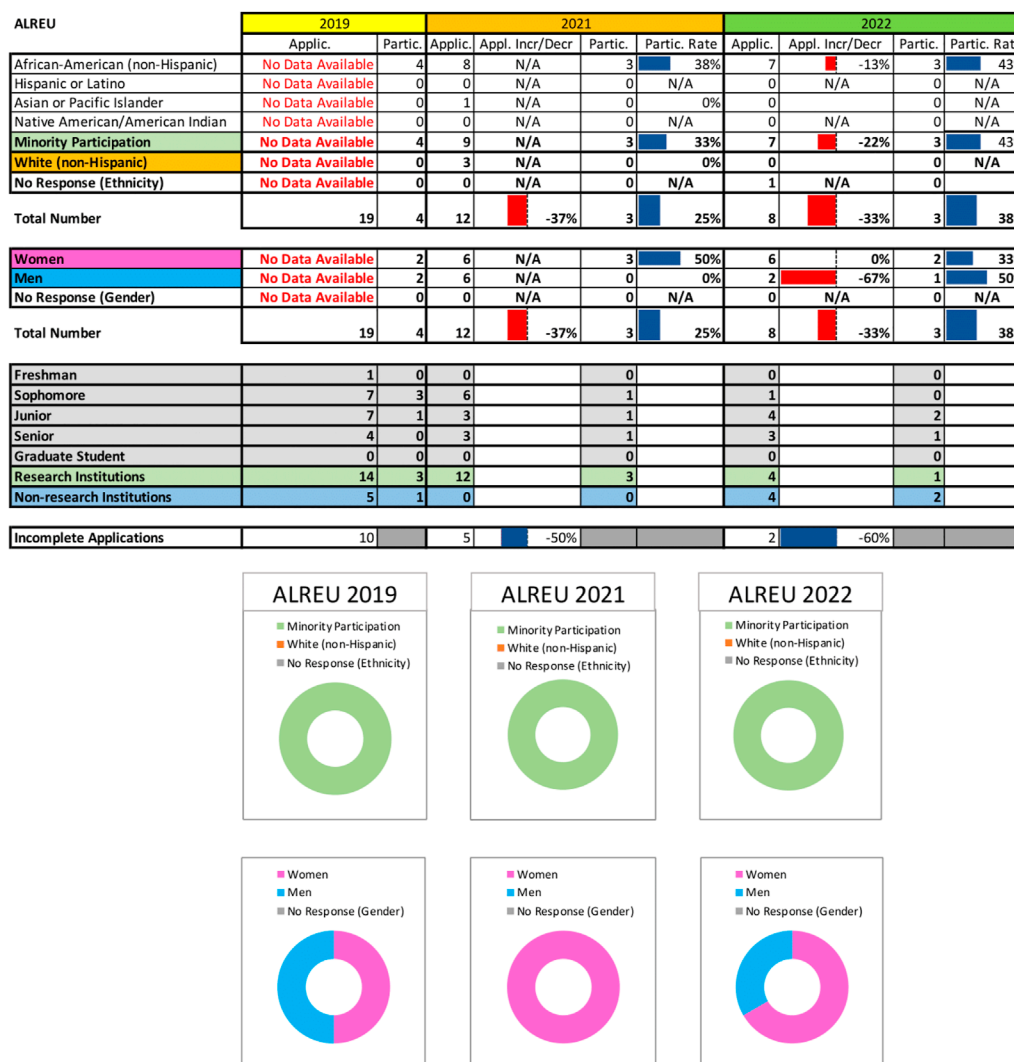 ALREU 2019 2021 2022
Applic. Partic. Applic. Appl. Incr/Decr Partic. Partic. Rate Applic. Appl. Incr/Decr Partic. Partic. Rat
African-American (non-Hispanic) No Data Available 4 8 N/A 3 38% 7 -13% 3 43
Hispanic or Latino No Data Available 0 0 N/A 0 N/A 0 N/A 0 N/A
Asian or Pacific Islander No Data Available 0 1 N/A 0 0% 0 0 N/A
Native American/American Indian No Data Available 0 0 N/A 0 N/A 0 N/A 0 N/A
Minority Participation No Data Available 4 9 N/A 3 33% 7 -22% 3 43
White (non-Hispanic) No Data Available 0 3 N/A 0 0% 0 0 N/A
No Response (Ethnicity) No Data Available 0 0 N/A 0 N/A 1 N/A 0
Total Number 19 4 12 -37% 3 25% 8 -33% 3 38
Women No Data Available 2 6 N/A 3 50% 6 0% 2 33
Men No Data Available 2 6 N/A 0 0% 2 -67% 1 50
No Response (Gender) No Data Available 0 0 N/A 0 N/A 0 N/A 0 N/A
Total Number 19 4 12 -37% 3 25% 8 -33% 3 38
Freshman 1 0 0 0 0 0
Sophomore 7 3 6 1 1 0
Junior 7 1 3 1 4 2
Senior 4 0 3 1 3 1
Graduate Student 0 0 0 0 0 0
Research Institutions 14 3 12 3 4 1
Non-research Institutions 5 1 0 0 4 2
Incomplete Applications 10 5 -50% 2 -60%
ALREU 2019
Minority Participation
White (non-Hispanic)
No Response (Ethnicity)
ALREU 2021
Minority Participation
White (non-Hispanic)
No Response (Ethnicity)
ALREU 2022
Minority Participation
White (non-Hispanic)
No Response (Ethnicity)
Women
Men
No Response (Gender)
Women
Men
No Response (Gender)
Women
Men
No Response (Gender)